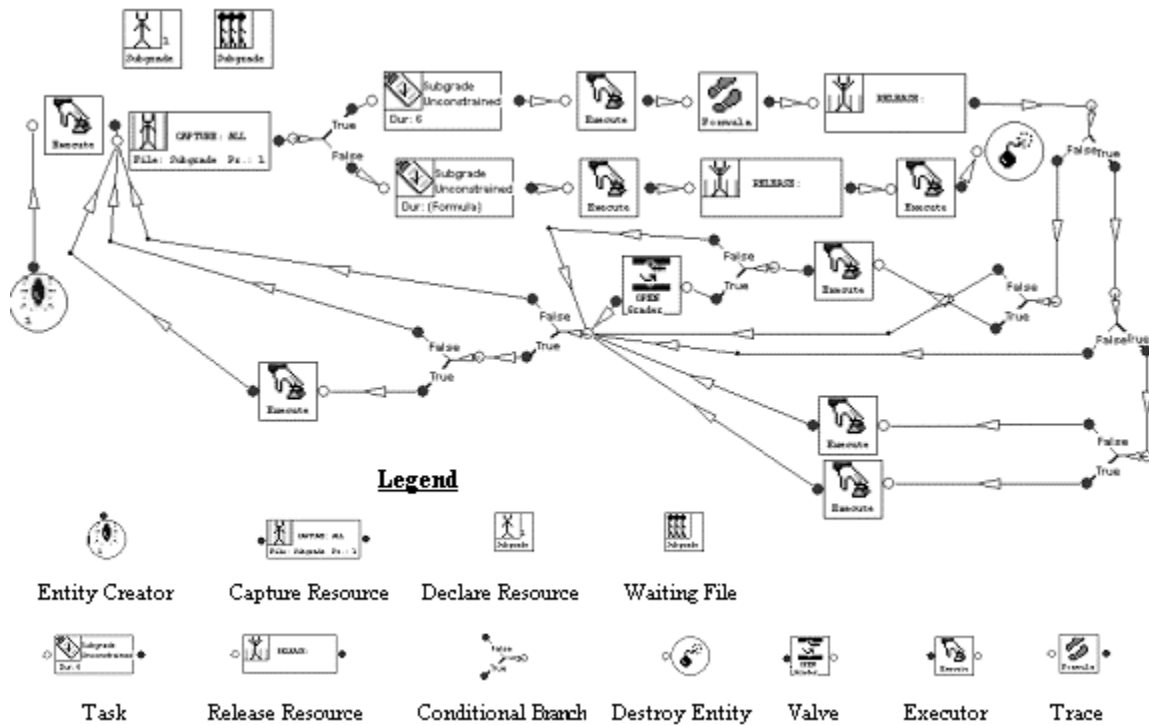 1
Subgrade
Subgrade
Execute
CAPTURE: ALL
File: Subgrade Pr.: 1
True
False
Subgrade
Unconstrained
Dur: 6
Execute
Formula
RELEASE:
Subgrade
Unconstrained
Dur: (Formula)
Execute
RELEASE:
Execute
False
True
1
False
True
OPEN
Grader
Execute
False
True
False
True
False
True
False
True
Execute
Execute
False
True
Execute
Legend
1
CAPTURE: ALL
File: Subgrade Pr.: 1
1
Subgrade
Subgrade
Entity Creator
Capture Resource
Declare Resource
Waiting File
Subgrade
Unconstrained
Dur: 6
RELEASE:
False
True
OPEN
Execute
Formula
Task
Release Resource
Conditional Branch
Destroy Entity
Valve
Executor
Trace